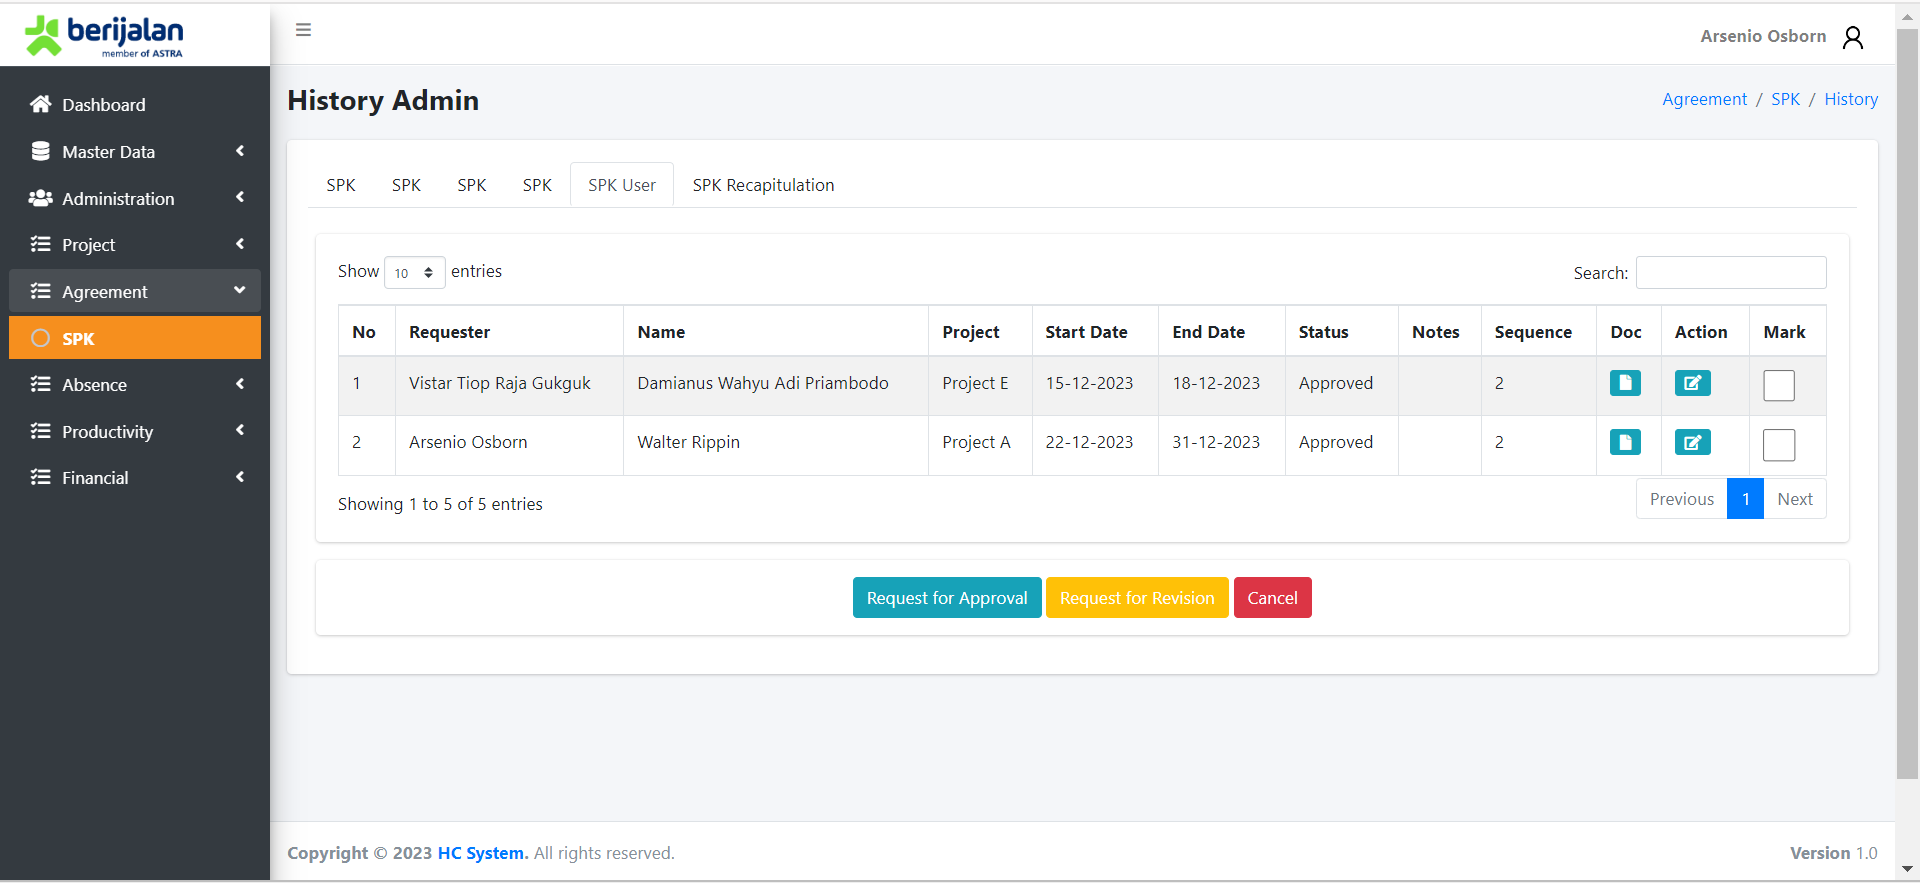 berijalan
member of ASTRA
Arsenio Osborn
Dashboard
Master Data
Administration
Project
Agreement
SPK
Absence
Productivity
Financial
History Admin
Agreement / SPK / History
SPK SPK SPK SPK SPK User SPK Recapitulation
Show 10 entries
Search:
No Requester Name Project Start Date End Date Status Notes Sequence Doc Action Mark
1 Vistar Tiop Raja Gukguk Damianus Wahyu Adi Priambodo Project E 15-12-2023 18-12-2023 Approved 2
2 Arsenio Osborn Walter Rippin Project A 22-12-2023 31-12-2023 Approved 2
Showing 1 to 5 of 5 entries
Previous 1 Next
Request for Approval Request for Revision Cancel
Copyright © 2023 HC System. All rights reserved.
Version 1.0